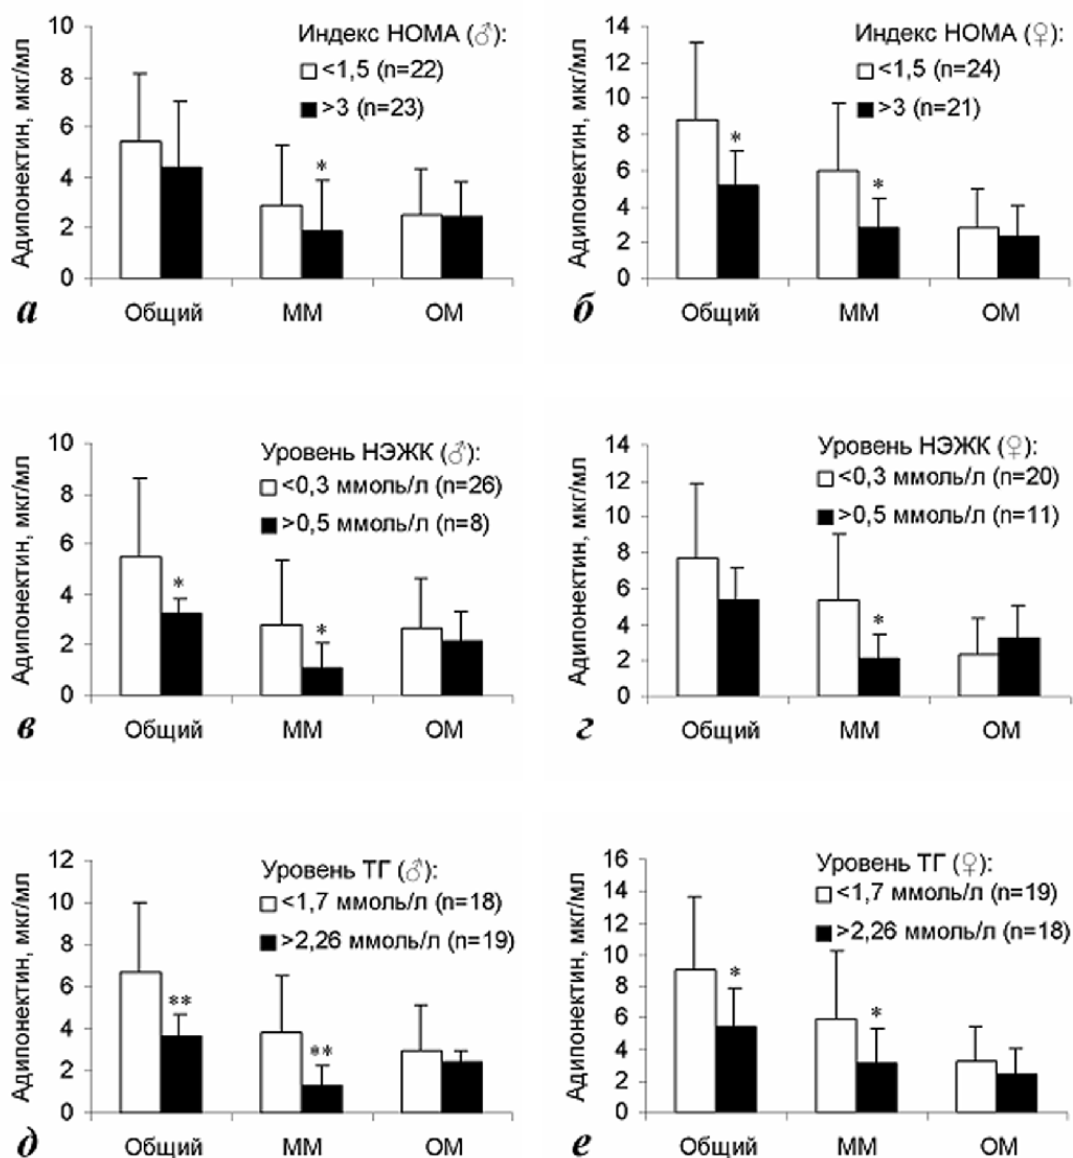 Адипонектин, мкг/мл
10
8
6
4
2
0
Индекс НОМА (♂):
<1,5 (n=22)
>3 (n=23)
*
Общий ММ ОМ
а
Адипонектин, мкг/мл
14
12
10
8
6
4
2
0
Индекс НОМА (♀):
<1,5 (n=24)
>3 (n=21)
*
*
Общий ММ ОМ
б
Адипонектин, мкг/мл
10
8
6
4
2
0
Уровень НЭЖК (♂):
<0,3 ммоль/л (n=26)
>0,5 ммоль/л (n=8)
*
*
Общий ММ ОМ
в
Адипонектин, мкг/мл
14
12
10
8
6
4
2
0
Уровень НЭЖК (♀):
<0,3 ммоль/л (n=20)
>0,5 ммоль/л (n=11)
*
Общий ММ ОМ
г
Адипонектин, мкг/мл
12
10
8
6
4
2
0
Уровень ТГ (♂):
<1,7 ммоль/л (n=18)
>2,26 ммоль/л (n=19)
**
**
Общий ММ ОМ
д
Адипонектин, мкг/мл
16
14
12
10
8
6
4
2
0
Уровень ТГ (♀):
<1,7 ммоль/л (n=19)
>2,26 ммоль/л (n=18)
*
*
Общий ММ ОМ
е